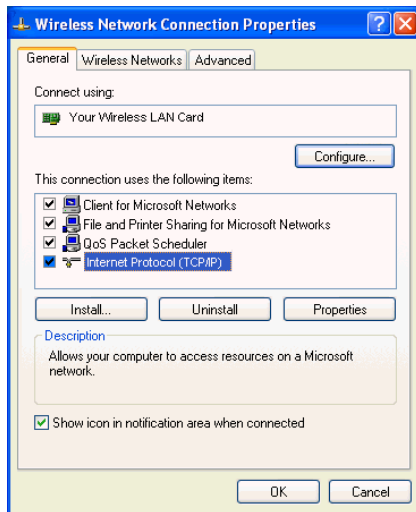 Wireless Network Connection Properties
General Wireless Networks Advanced
Connect using:
Your Wireless LAN Card
Configure...
This connection uses the following items:
Client for Microsoft Networks
File and Printer Sharing for Microsoft Networks
QoS Packet Scheduler
Internet Protocol (TCP/IP)
Install... Uninstall Properties
Description
Allows your computer to access resources on a Microsoft
network.
Show icon in notification area when connected
OK Cancel